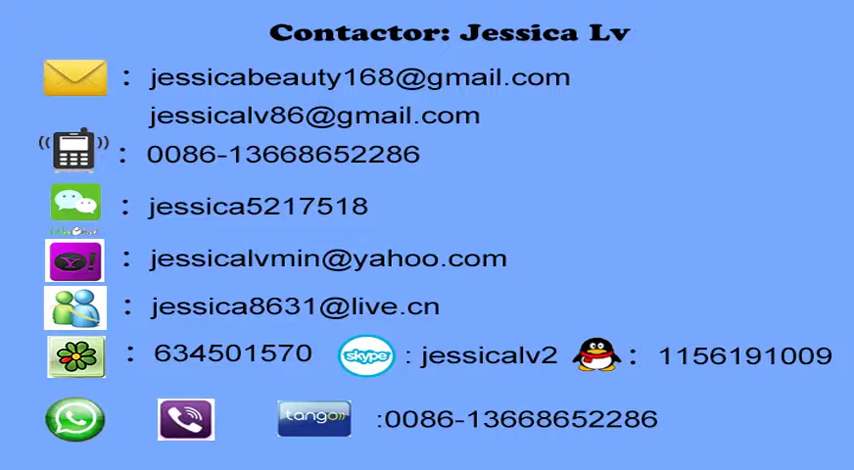 Contactor: Jessica Lv
: jessicabeauty168@gmail.com
jessicalv86@gmail.com
: 0086-13668652286
: jessica5217518
WeChat
Y! : jessicalvmin@yahoo.com
: jessica8631@live.cn
: 634501570 skype : jessicalv2 : 1156191009
tango :0086-13668652286